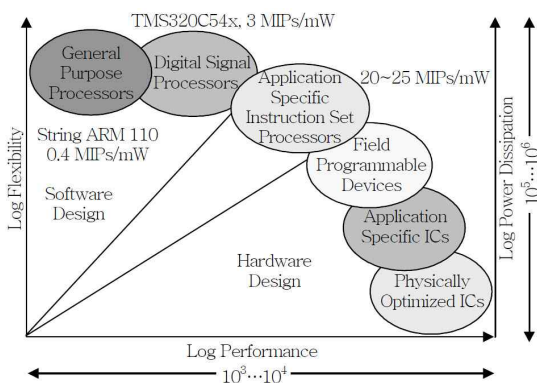 TMS320C54x, 3 MIPs/mW
General
Purpose
Processors
Digital Signal
Processors
Application
Specific
Instruction Set
Processors
20~25 MIPs/mW
String ARM 110
0.4 MIPs/mW
Field
Programmable
Devices
Software
Design
Application
Specific ICs
Hardware
Design
Physically
Optimized ICs
Log Flexibility
Log Power Dissipation
10⁵…10⁶
Log Performance
10³…10⁴